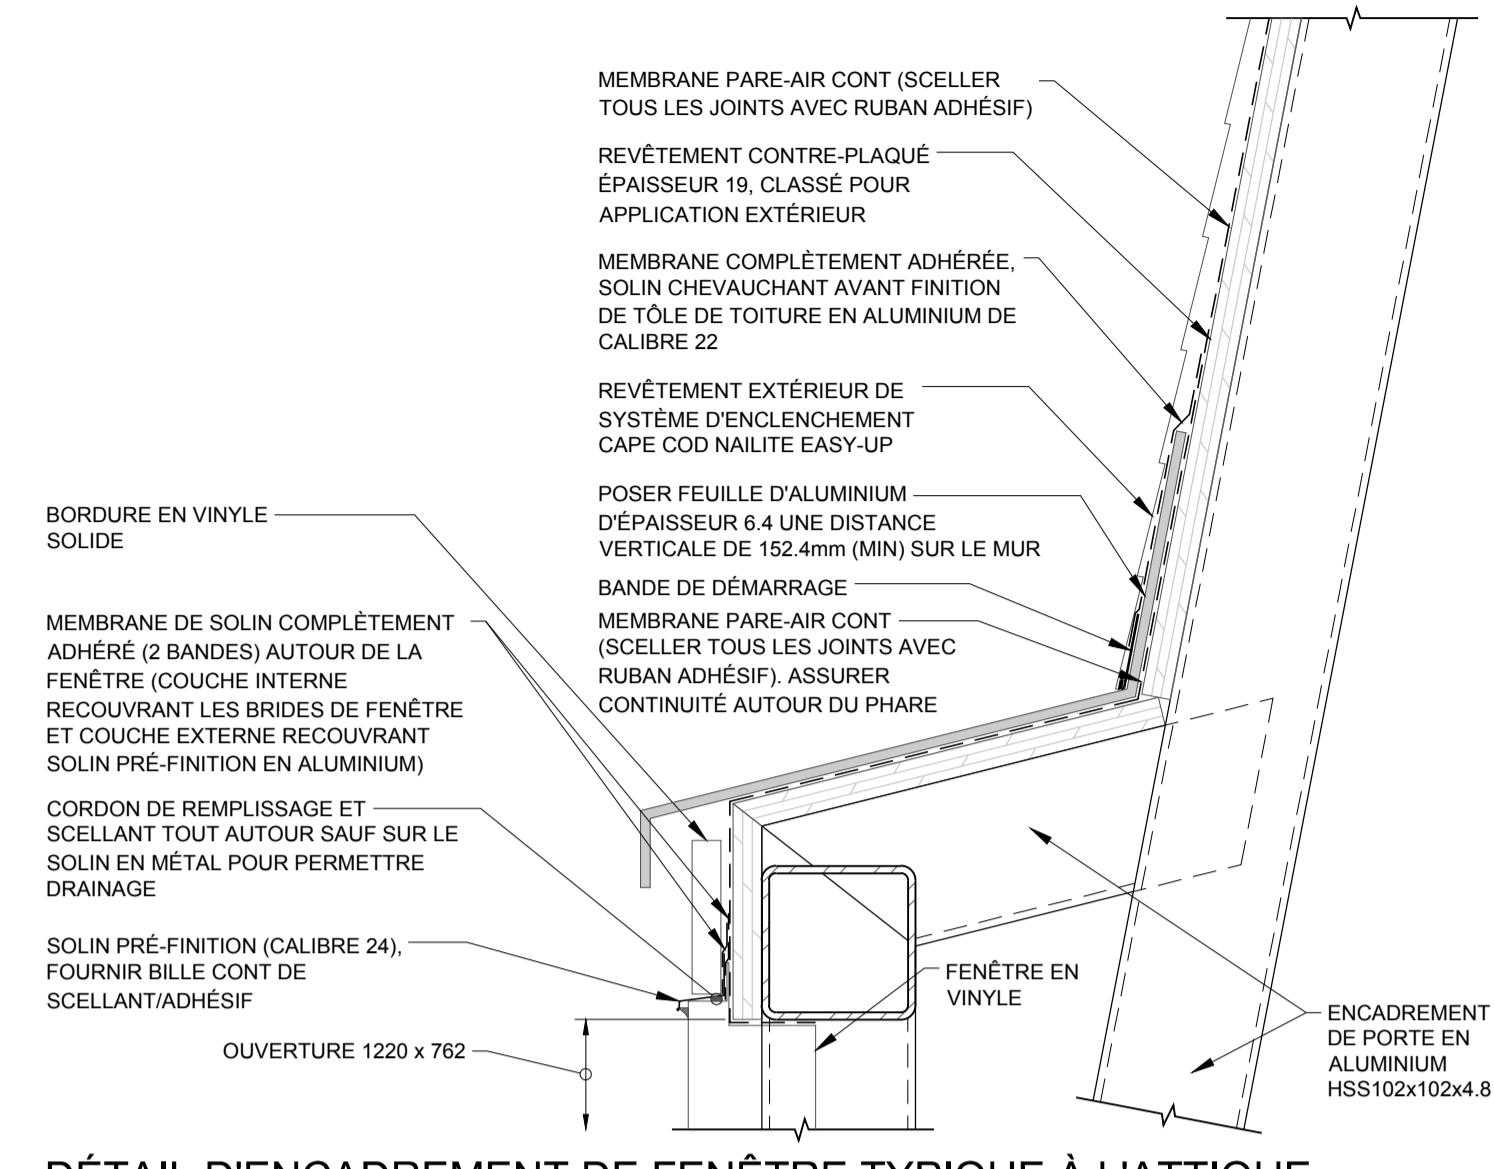 MEMBRANE PARE-AIR CONT (SCELLER
TOUS LES JOINTS AVEC RUBAN ADHÉSIF)
REVÊTEMENT CONTRE-PLAQUÉ
ÉPAISSEUR 19, CLASSÉ POUR
APPLICATION EXTÉRIEUR
MEMBRANE COMPLÈTEMENT ADHÉRÉE,
SOLIN CHEVAUCHANT AVANT FINITION
DE TÔLE DE TOITURE EN ALUMINIUM DE
CALIBRE 22
REVÊTEMENT EXTÉRIEUR DE
SYSTÈME D'ENCLENCHEMENT
CAPE COD NAILITE EASY-UP
POSER FEUILLE D'ALUMINIUM
D'ÉPAISSEUR 6.4 UNE DISTANCE
VERTICALE DE 152.4mm (MIN) SUR LE MUR
BANDE DE DÉMARRAGE
MEMBRANE PARE-AIR CONT
(SCELLER TOUS LES JOINTS AVEC
RUBAN ADHÉSIF). ASSURER
CONTINUITÉ AUTOUR DU PHARE
BORDURE EN VINYLE
SOLIDE
MEMBRANE DE SOLIN COMPLÈTEMENT
ADHÉRÉ (2 BANDES) AUTOUR DE LA
FENÊTRE (COUCHE INTERNE
RECOUVRANT LES BRIDES DE FENÊTRE
ET COUCHE EXTERNE RECOUVRANT
SOLIN PRÉ-FINITION EN ALUMINIUM)
CORDON DE REMPLISSAGE ET
SCELLANT TOUT AUTOUR SAUF SUR LE
SOLIN EN MÉTAL POUR PERMETTRE
DRAINAGE
SOLIN PRÉ-FINITION (CALIBRE 24),
FOURNIR BILLE CONT DE
SCELLANT/ADHÉSIF
OUVERTURE 1220 x 762
FENÊTRE EN
VINYLE
ENCADREMENT
DE PORTE EN
ALUMINIUM
HSS102x102x4.8
DÉTAIL D'ENCADREMENT DE FENÊTRE TYPIQUE À L'ATTIQUE